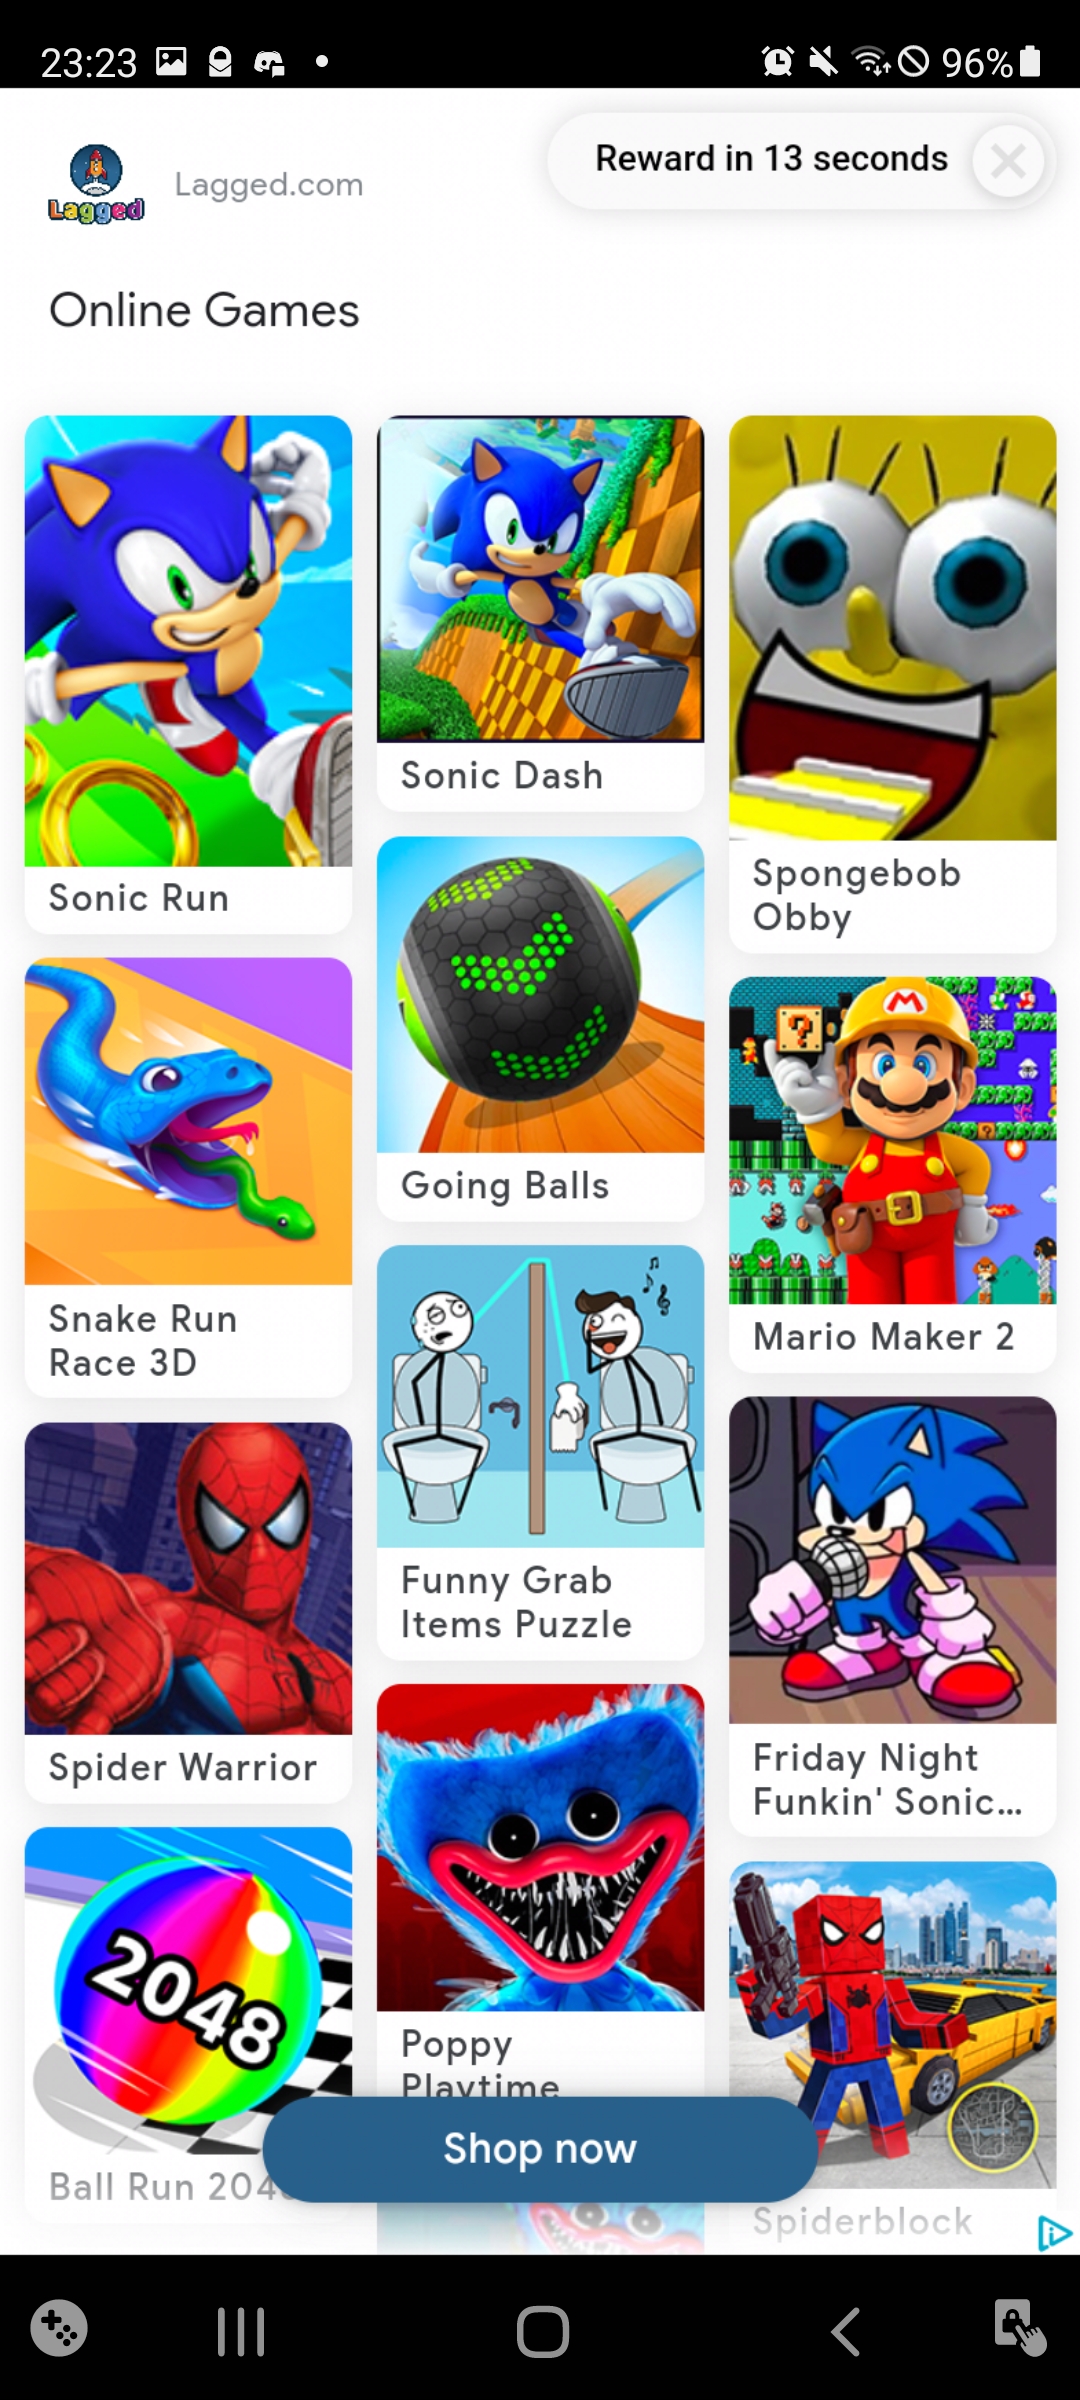 23:23
96%
Lagged
Lagged.com
Reward in 13 seconds
Online Games
Sonic Run
Snake Run
Race 3D
Spider Warrior
2048
Ball Run 204
Sonic Dash
Going Balls
Funny Grab
Items Puzzle
Poppy
Playtime
Spongebob
Obby
M
?
Mario Maker 2
Friday Night
Funkin' Sonic...
Spiderblock
Shop now